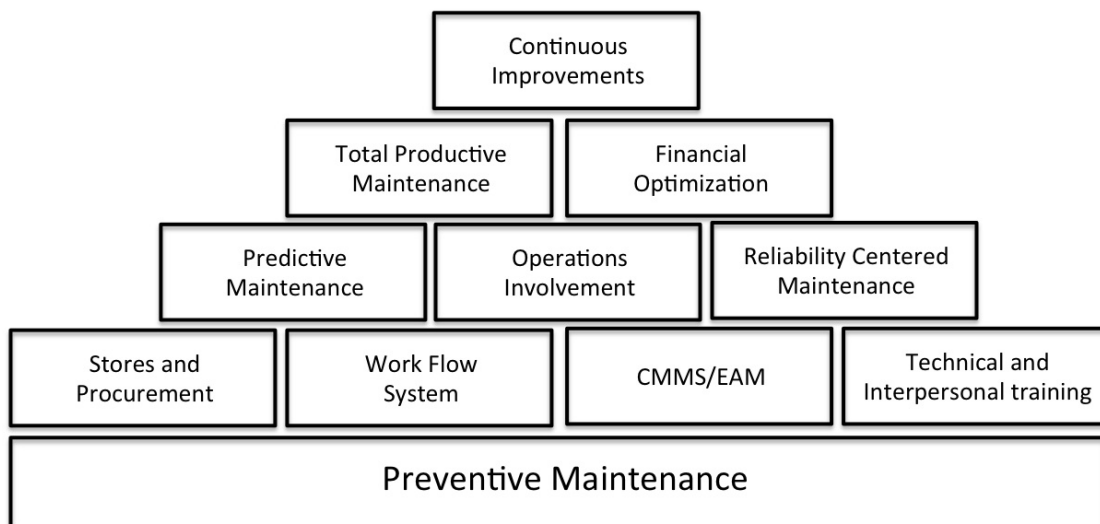 Continuous
Improvements
Total Productive
Maintenance
Financial
Optimization
Predictive
Maintenance
Operations
Involvement
Reliability Centered
Maintenance
Stores and
Procurement
Work Flow
System
CMMS/EAM
Technical and
Interpersonal training
Preventive Maintenance